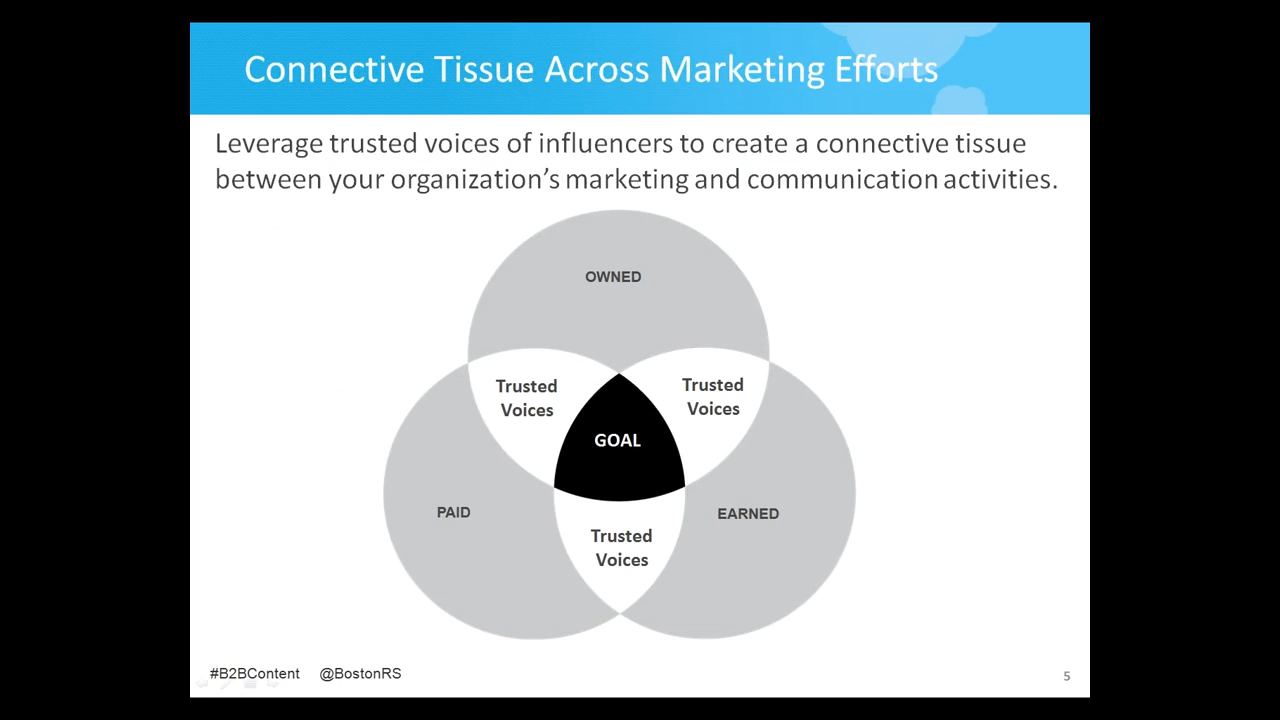 Connective Tissue Across Marketing Efforts
Leverage trusted voices of influencers to create a connective tissue
between your organization's marketing and communication activities.
OWNED
Trusted
Voices
Trusted
Voices
GOAL
PAID
EARNED
Trusted
Voices
#B2BContent @BostonRS
5